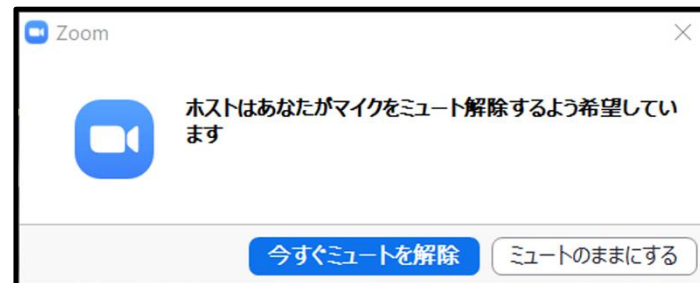 Zoom
ホストはあなたがマイクをミュート解除するよう希望してい
ます
今すぐミュートを解除
ミュートのままにする